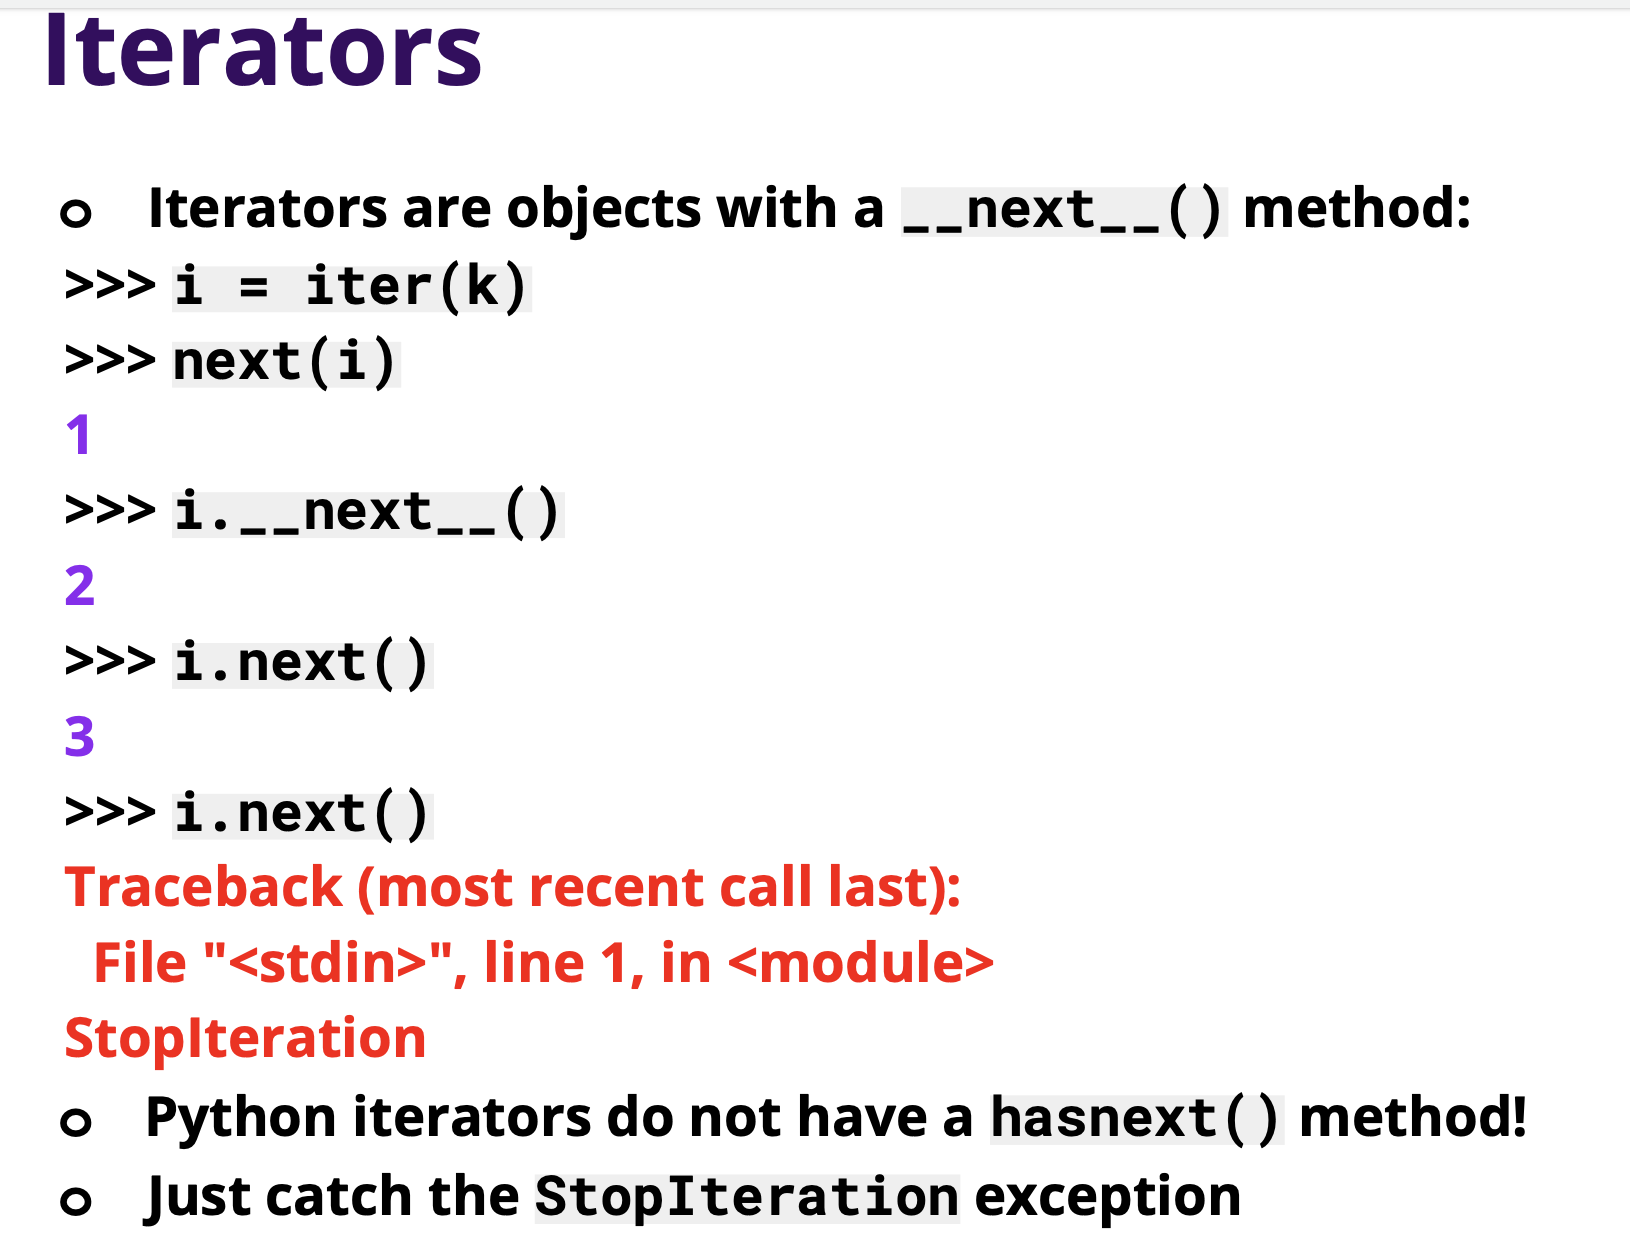 Iterators
o Iterators are objects with a __next__() method:
>>> i = iter(k)
>>> next(i)
1
>>> i.__next__()
2
>>> i.next()
3
>>> i.next()
Traceback (most recent call last):
  File "<stdin>", line 1, in <module>
StopIteration
o Python iterators do not have a hasnext() method!
o Just catch the StopIteration exception